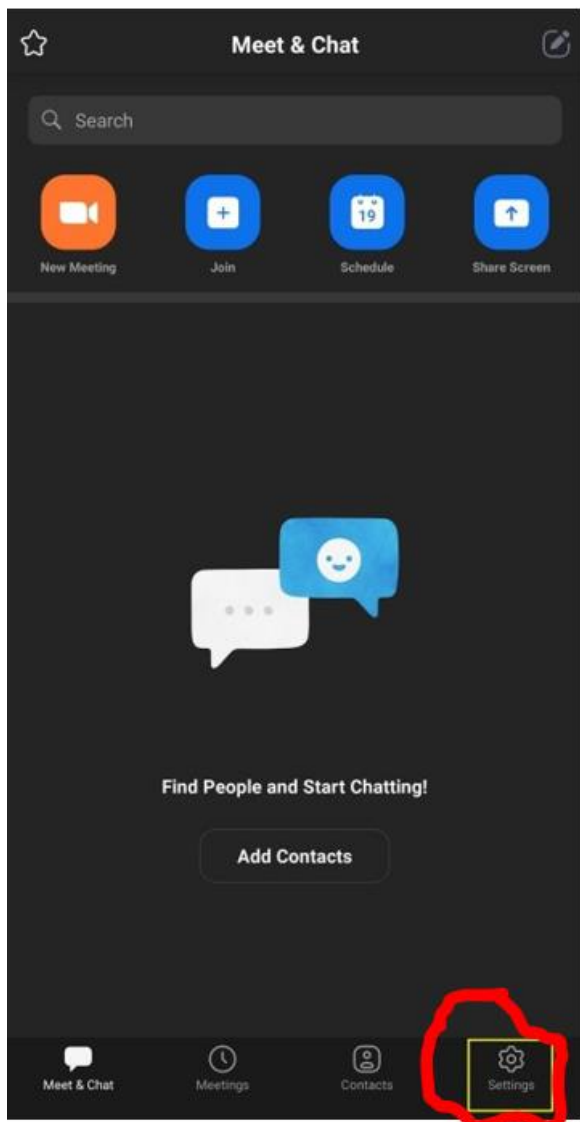 Meet & Chat
Search
19
New Meeting Join Schedule Share Screen
Find People and Start Chatting!
Add Contacts
Meet & Chat Meetings Contacts Settings